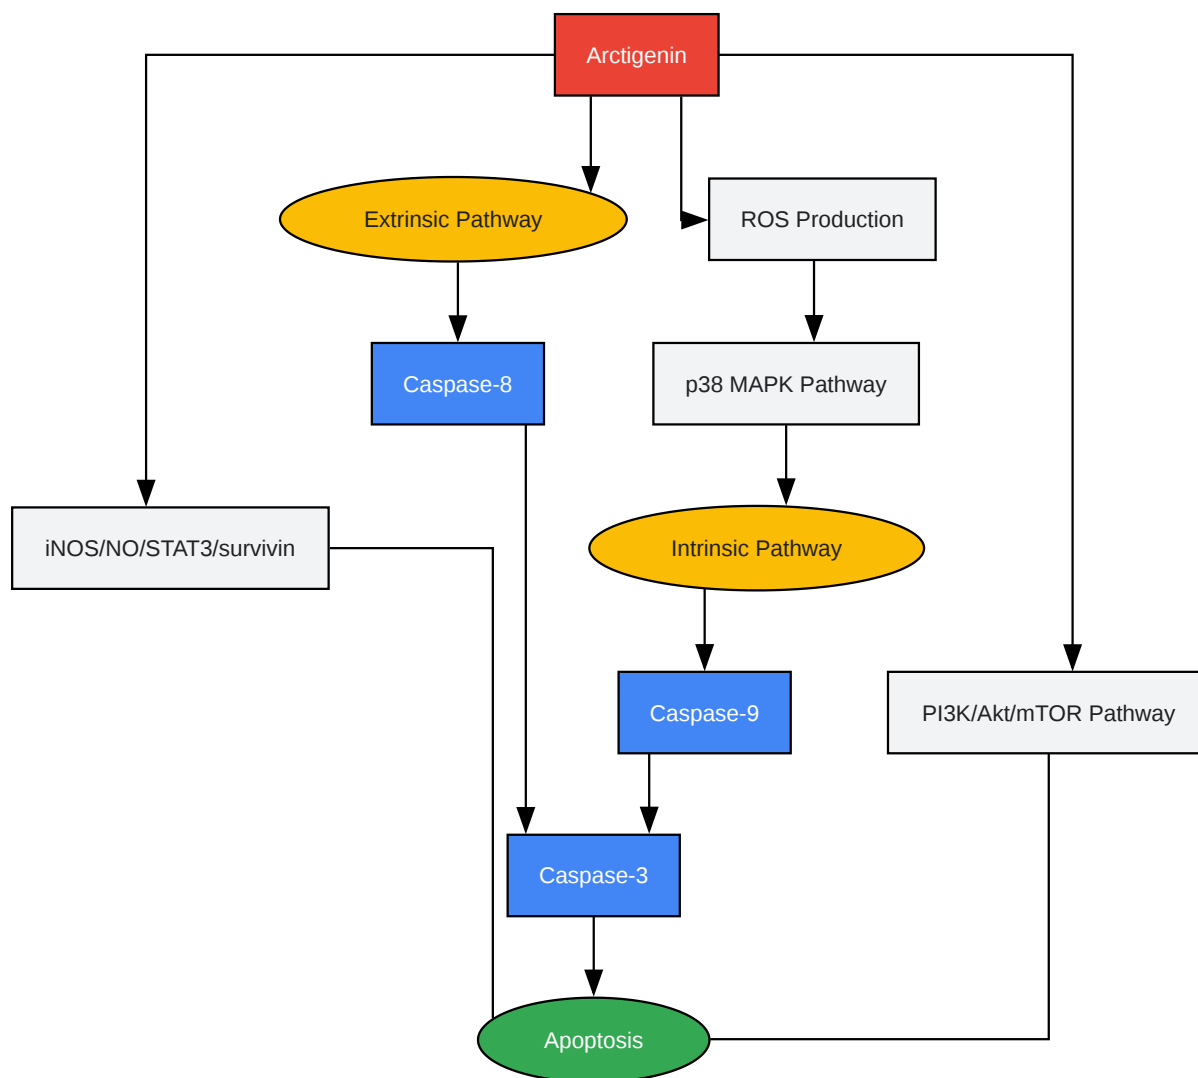 Arctigenin
Extrinsic Pathway
ROS Production
Caspase-8
p38 MAPK Pathway
iNOS/NO/STAT3/survivin
Intrinsic Pathway
Caspase-9
PI3K/Akt/mTOR Pathway
Caspase-3
Apoptosis